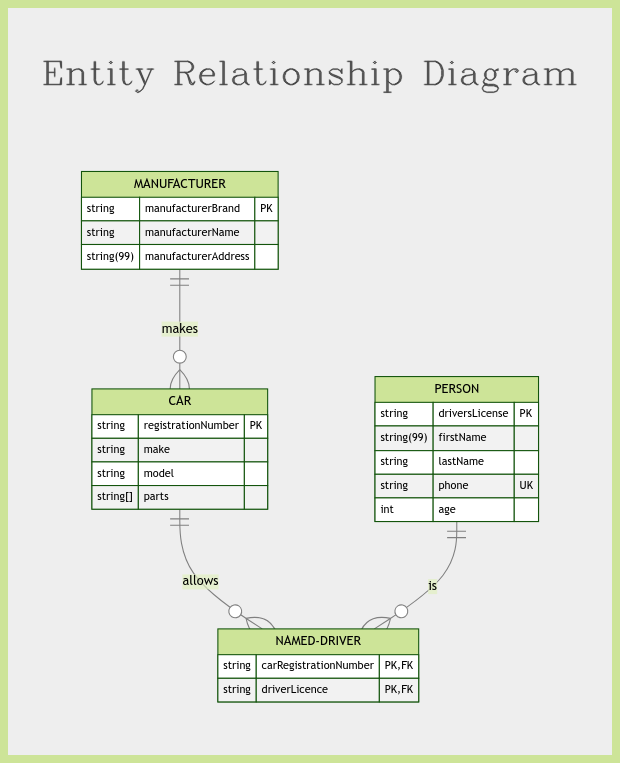 Entity Relationship Diagram
MANUFACTURER
string manufacturerBrand PK
string manufacturerName
string(99) manufacturerAddress
makes
CAR
string registrationNumber PK
string make
string model
string[] parts
PERSON
string driversLicense PK
string(99) firstName
string lastName
string phone UK
int age
allows
is
NAMED-DRIVER
string carRegistrationNumber PK,FK
string driverLicence PK,FK